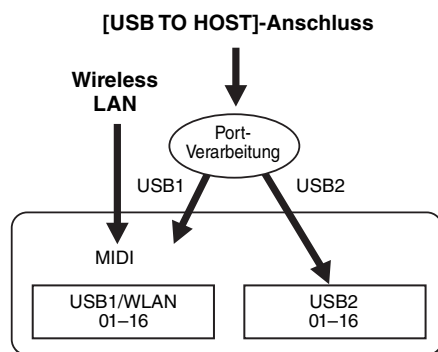 [USB TO HOST]-Anschluss
Wireless
LAN
Port-
Verarbeitung
USB1
USB2
MIDI
USB1/WLAN
01–16
USB2
01–16